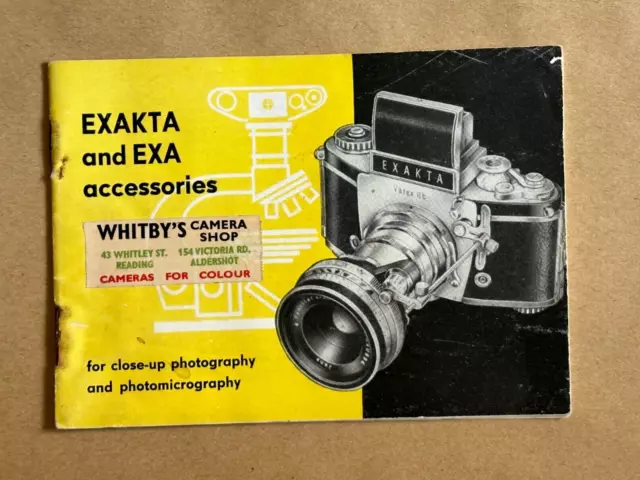 EXAKTA
and EXA
accessories
WHITBY'S CAMERA SHOP
43 WHITLEY ST. 154 VICTORIA RD.
READING ALDERSHOT
CAMERAS FOR COLOUR
for close-up photography
and photomicrography
EXAKTA
Varex IIb